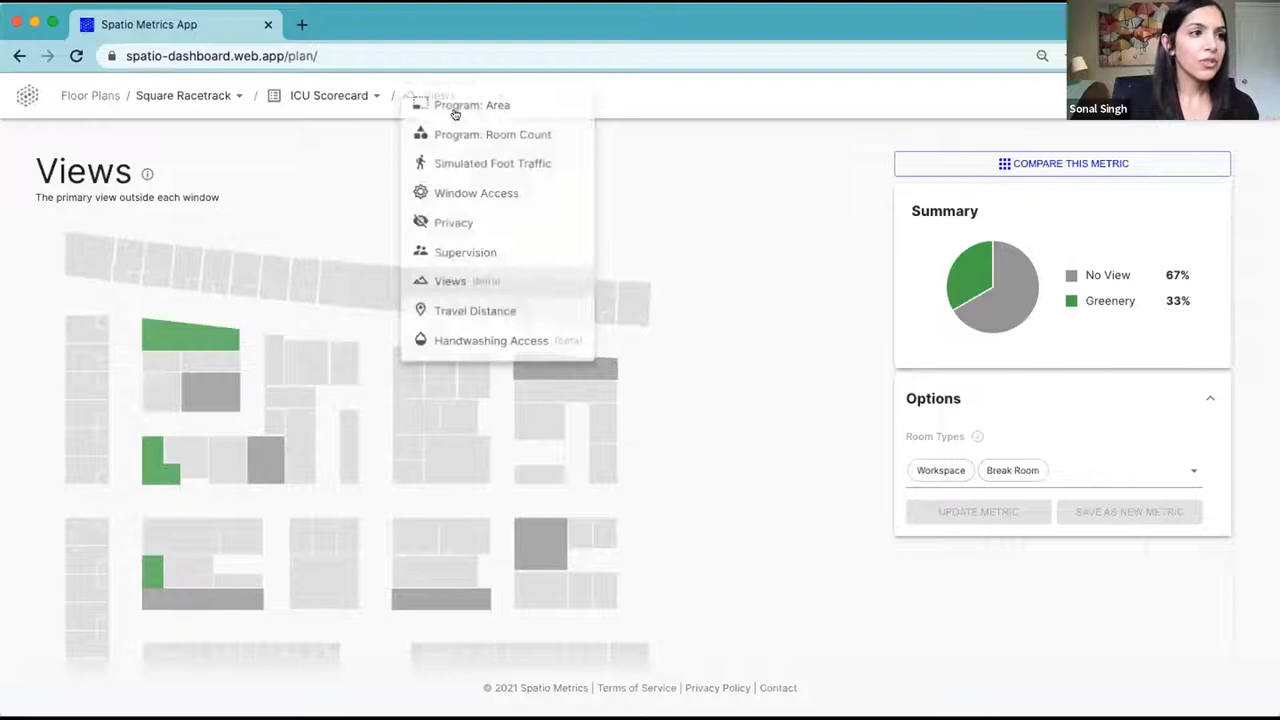 Spatio Metrics App
spatio-dashboard.web.app/plan/
Sonal Singh
Floor Plans / Square Racetrack / ICU Scorecard / Views
Program: Area
Program: Room Count
Simulated Foot Traffic
Window Access
Privacy
Supervision
Views (beta)
Travel Distance
Handwashing Access (beta)
Views
The primary view outside each window
COMPARE THIS METRIC
Summary
No View 67%
Greenery 33%
Options
Room Types
Workspace Break Room
UPDATE METRIC SAVE AS NEW METRIC
© 2021 Spatio Metrics | Terms of Service | Privacy Policy | Contact